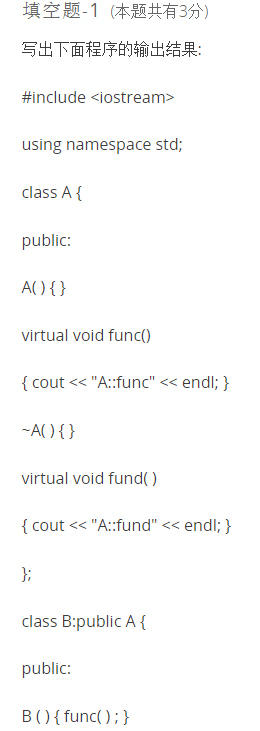 填空题-1 (本题共有3分)
写出下面程序的输出结果:
#include <iostream>
using namespace std;
class A {
public:
A( ) { }
virtual void func()
{ cout << "A::func" << endl; }
~A( ) { }
virtual void fund( )
{ cout << "A::fund" << endl; }
};
class B:public A {
public:
B ( ) { func( ) ; }